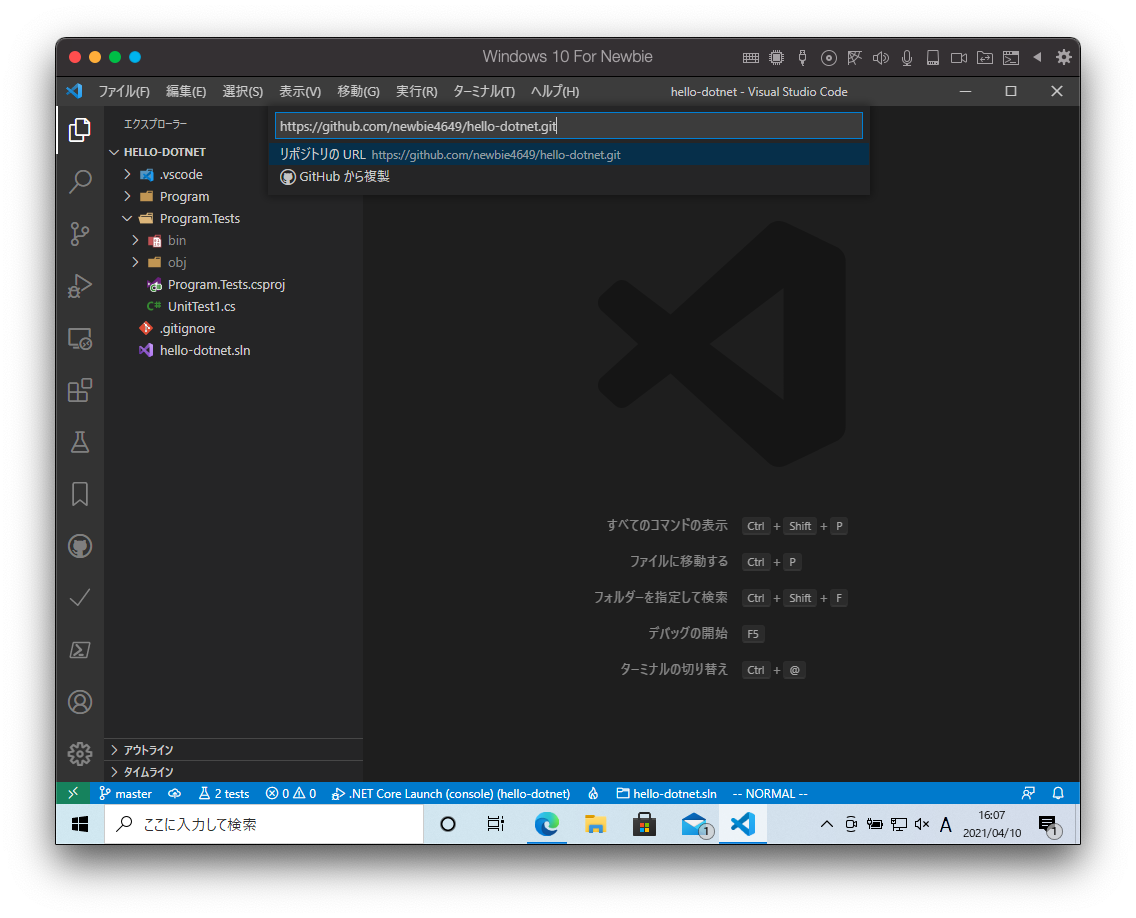 Windows 10 For Newbie
ファイル(F) 編集(E) 選択(S) 表示(V) 移動(G) 実行(R) ターミナル(T) ヘルプ(H) hello-dotnet - Visual Studio Code
エクスプローラー
https://github.com/newbie4649/hello-dotnet.git
リポジトリの URL https://github.com/newbie4649/hello-dotnet.git
GitHub から複製
HELLO-DOTNET
.vscode
Program
Program.Tests
bin
obj
Program.Tests.csproj
C# UnitTest1.cs
.gitignore
hello-dotnet.sln
すべてのコマンドの表示 Ctrl + Shift + P
ファイルに移動する Ctrl + P
フォルダーを指定して検索 Ctrl + Shift + F
デバッグの開始 F5
ターミナルの切り替え Ctrl + @
アウトライン
タイムライン
master 2 tests 0 0 .NET Core Launch (console) (hello-dotnet) hello-dotnet.sln -- NORMAL --
ここに入力して検索 1 A 16:07
2021/04/10 1